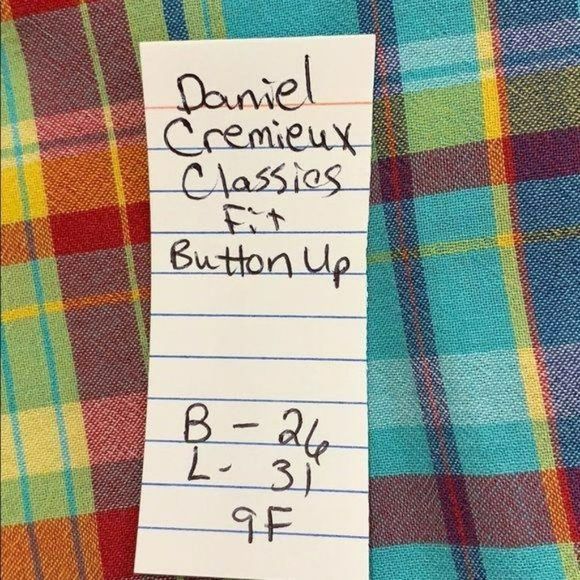 Daniel
Cremieux
Classics
Fit
Button Up
B - 26
L - 31
9F